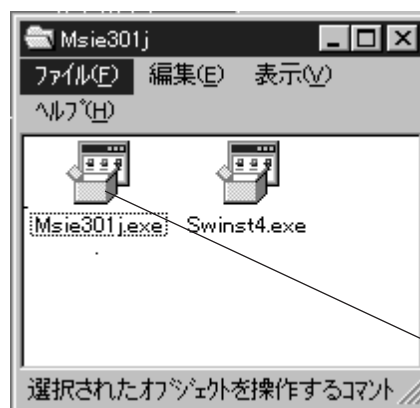 Msie301j
ファイル(F) 編集(E) 表示(V)
ヘルプ(H)
Msie301j.exe Swinst4.exe
選択されたオブジェクトを操作するコマント